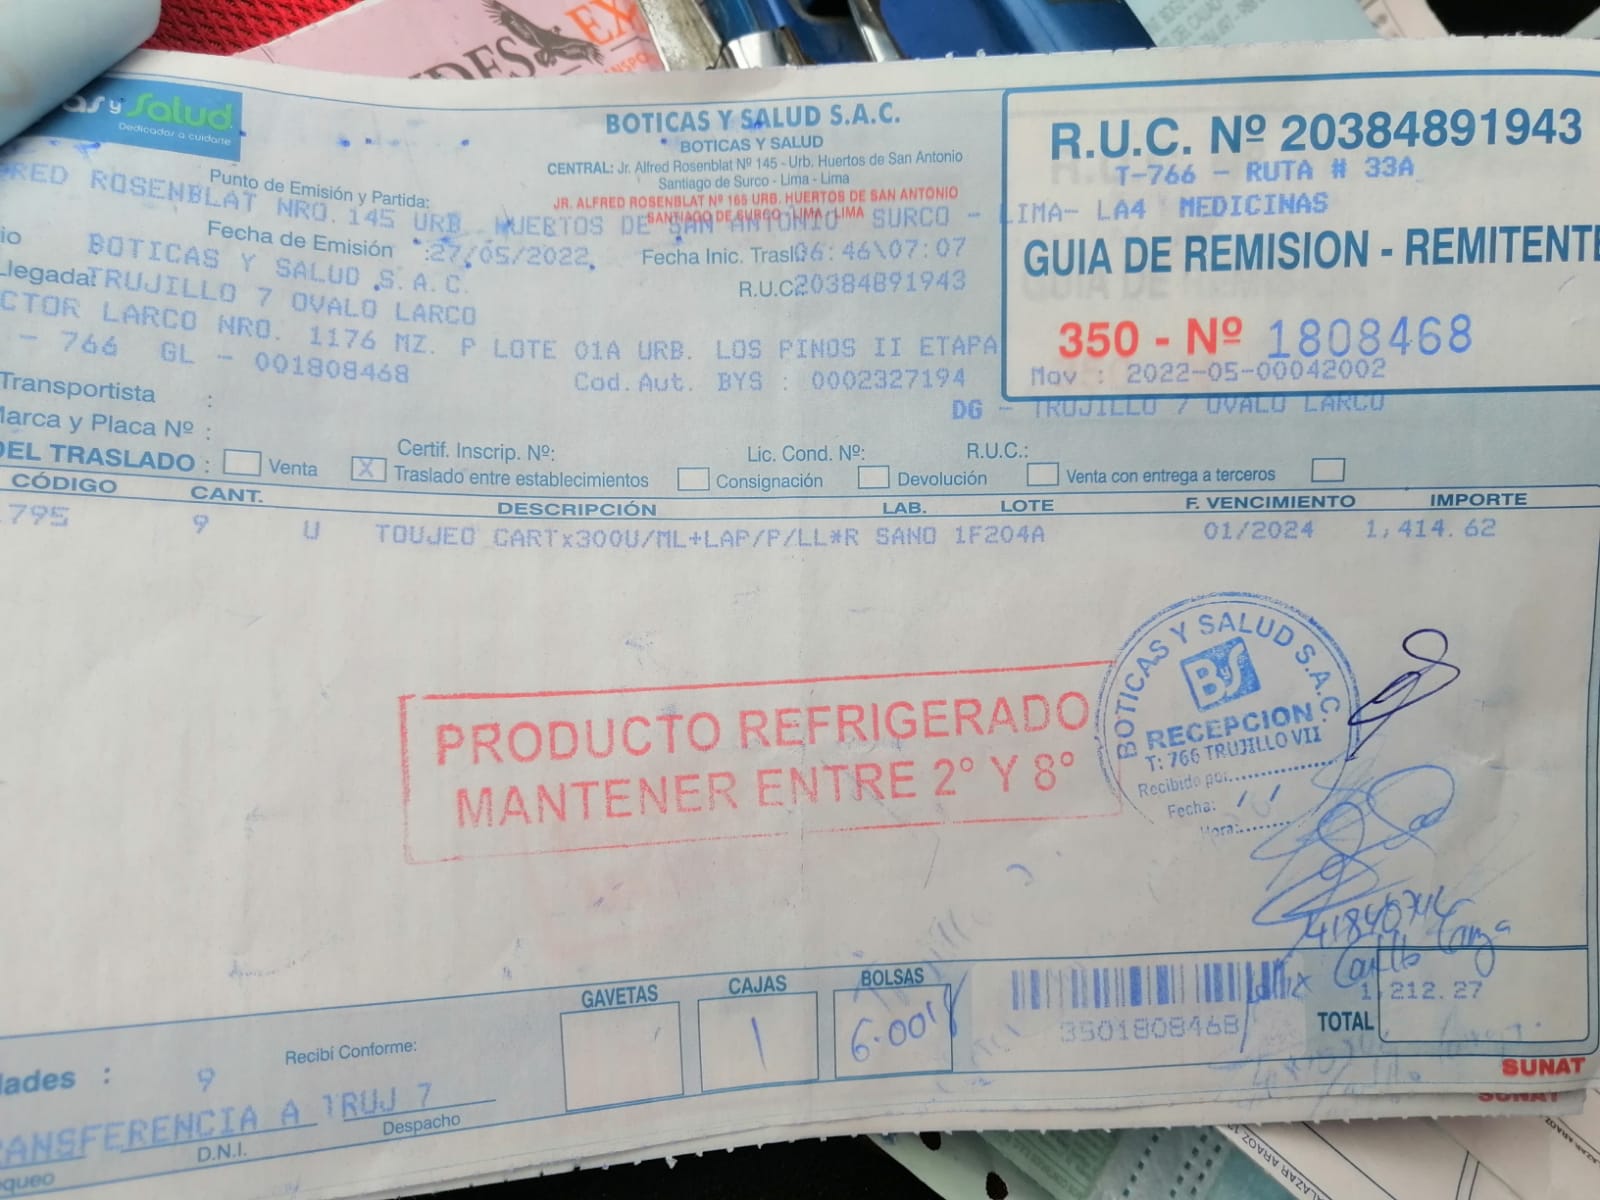 DES EX
as y Salud
Dedicados a cuidarte
BOTICAS Y SALUD S.A.C.
BOTICAS Y SALUD
CENTRAL: Jr. Alfred Rosenblat Nº 145 - Urb. Huertos de San Antonio
Santiago de Surco - Lima - Lima
JR. ALFRED ROSENBLAT Nº 165 URB. HUERTOS DE SAN ANTONIO
SANTIAGO DE SURCO - LIMA - LIMA
R.U.C. Nº 20384891943
T-766 - RUTA # 33A
LIMA- LA4 MEDICINAS
GUIA DE REMISION - REMITENTE
350 - Nº 1808468
Mov : 2022-05-00042002
Punto de Emisión y Partida:
RED ROSENBLAT NRO. 145 URB. HUERTOS DE SAN ANTONIO SURCO -
Fecha de Emisión :27/05/2022 Fecha Inic. Trasl 06:46\07:07
io BOTICAS Y SALUD S.A.C. R.U.C 20384891943
Llegada: TRUJILLO 7 OVALO LARCO
CTOR LARCO NRO. 1176 MZ. P LOTE 01A URB. LOS PINOS II ETAPA
- 766 GL - 001808468 Cod.Aut. BYS : 0002327194
DG - TRUJILLO 7 OVALO LARCO
Transportista :
Marca y Placa Nº : Certif. Inscrip. Nº: Lic. Cond. Nº: R.U.C.:
DEL TRASLADO : Venta X Traslado entre establecimientos Consignación Devolución Venta con entrega a terceros
CÓDIGO CANT. DESCRIPCIÓN LAB. LOTE F. VENCIMIENTO IMPORTE
795 9 U TOUJEO CARTx300U/ML+LAP/P/LL*R SANO 1F204A 01/2024 1,414.62
PRODUCTO REFRIGERADO
MANTENER ENTRE 2° Y 8°
BOTICAS Y SALUD S.A.C.
BS
RECEPCION
T: 766 TRUJILLO VII
Recibido por:
Fecha: / /
Hora:
41840714
GAVETAS CAJAS BOLSAS
1
3501808468
TOTAL 1,212.27
SUNAT
SUNAT
dades : 9 Recibí Conforme:
ANSFERENCIA A TRUJ 7
D.N.I. Despacho
queo